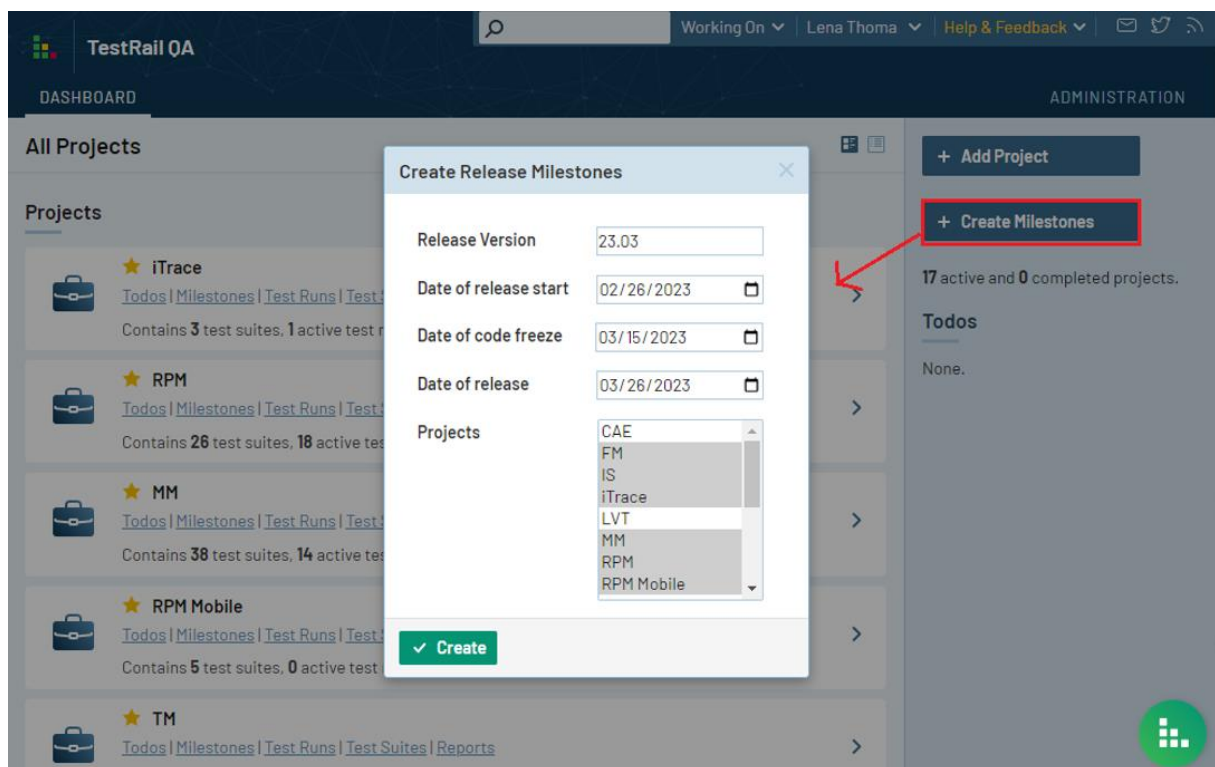 TestRail QA
Working On
Lena Thoma
Help & Feedback
DASHBOARD
ADMINISTRATION
All Projects
Projects
iTrace
Todos | Milestones | Test Runs | Test
Contains 3 test suites, 1 active test r
RPM
Todos | Milestones | Test Runs | Test
Contains 26 test suites, 18 active tes
MM
Todos | Milestones | Test Runs | Test
Contains 38 test suites, 14 active tes
RPM Mobile
Todos | Milestones | Test Runs | Test
Contains 5 test suites, 0 active test
TM
Todos | Milestones | Test Runs | Test Suites | Reports
Create Release Milestones
Release Version 23.03
Date of release start 02/26/2023
Date of code freeze 03/15/2023
Date of release 03/26/2023
Projects
CAE
FM
IS
iTrace
LVT
MM
RPM
RPM Mobile
Create
+ Add Project
+ Create Milestones
17 active and 0 completed projects.
Todos
None.